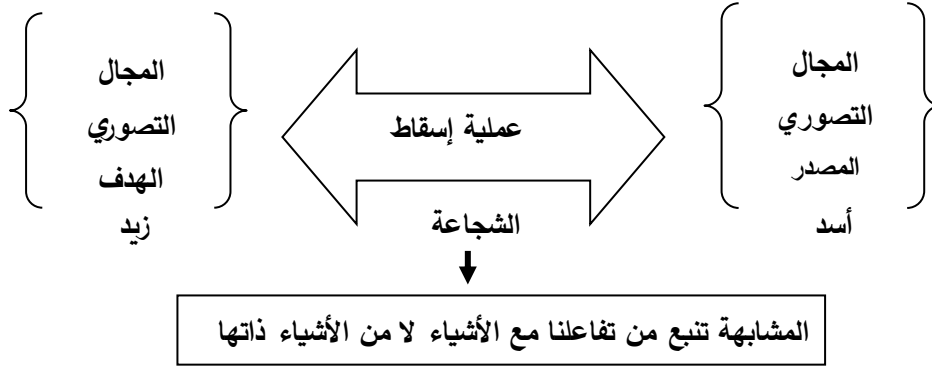 المجال
التصوري
المصدر
أسد
عملية إسقاط
الشجاعة
المجال
التصوري
الهدف
زيد
المشابهة تنبع من تفاعلنا مع الأشياء لا من الأشياء ذاتها